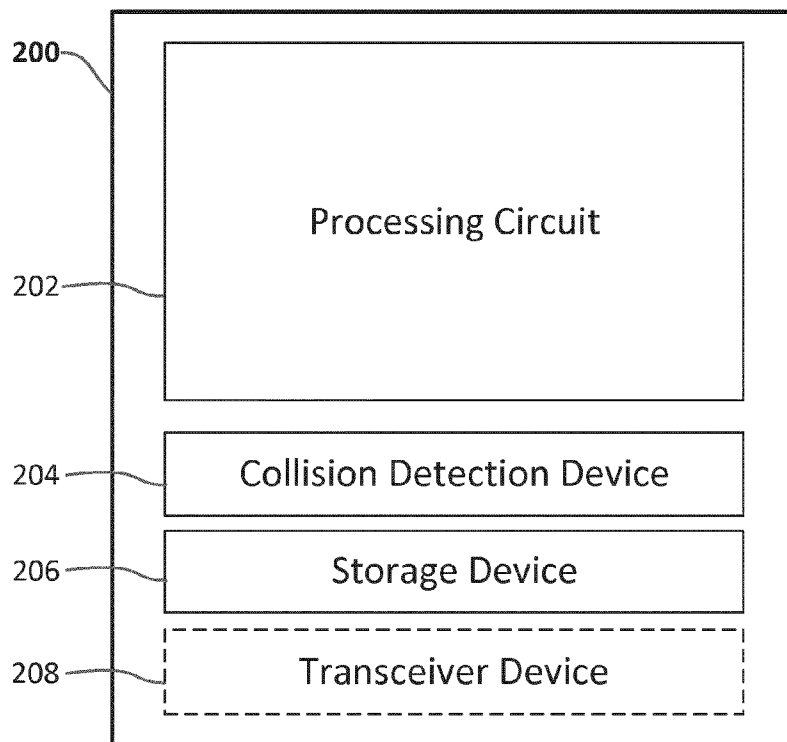 200
Processing Circuit
202
204 Collision Detection Device
206 Storage Device
208 Transceiver Device